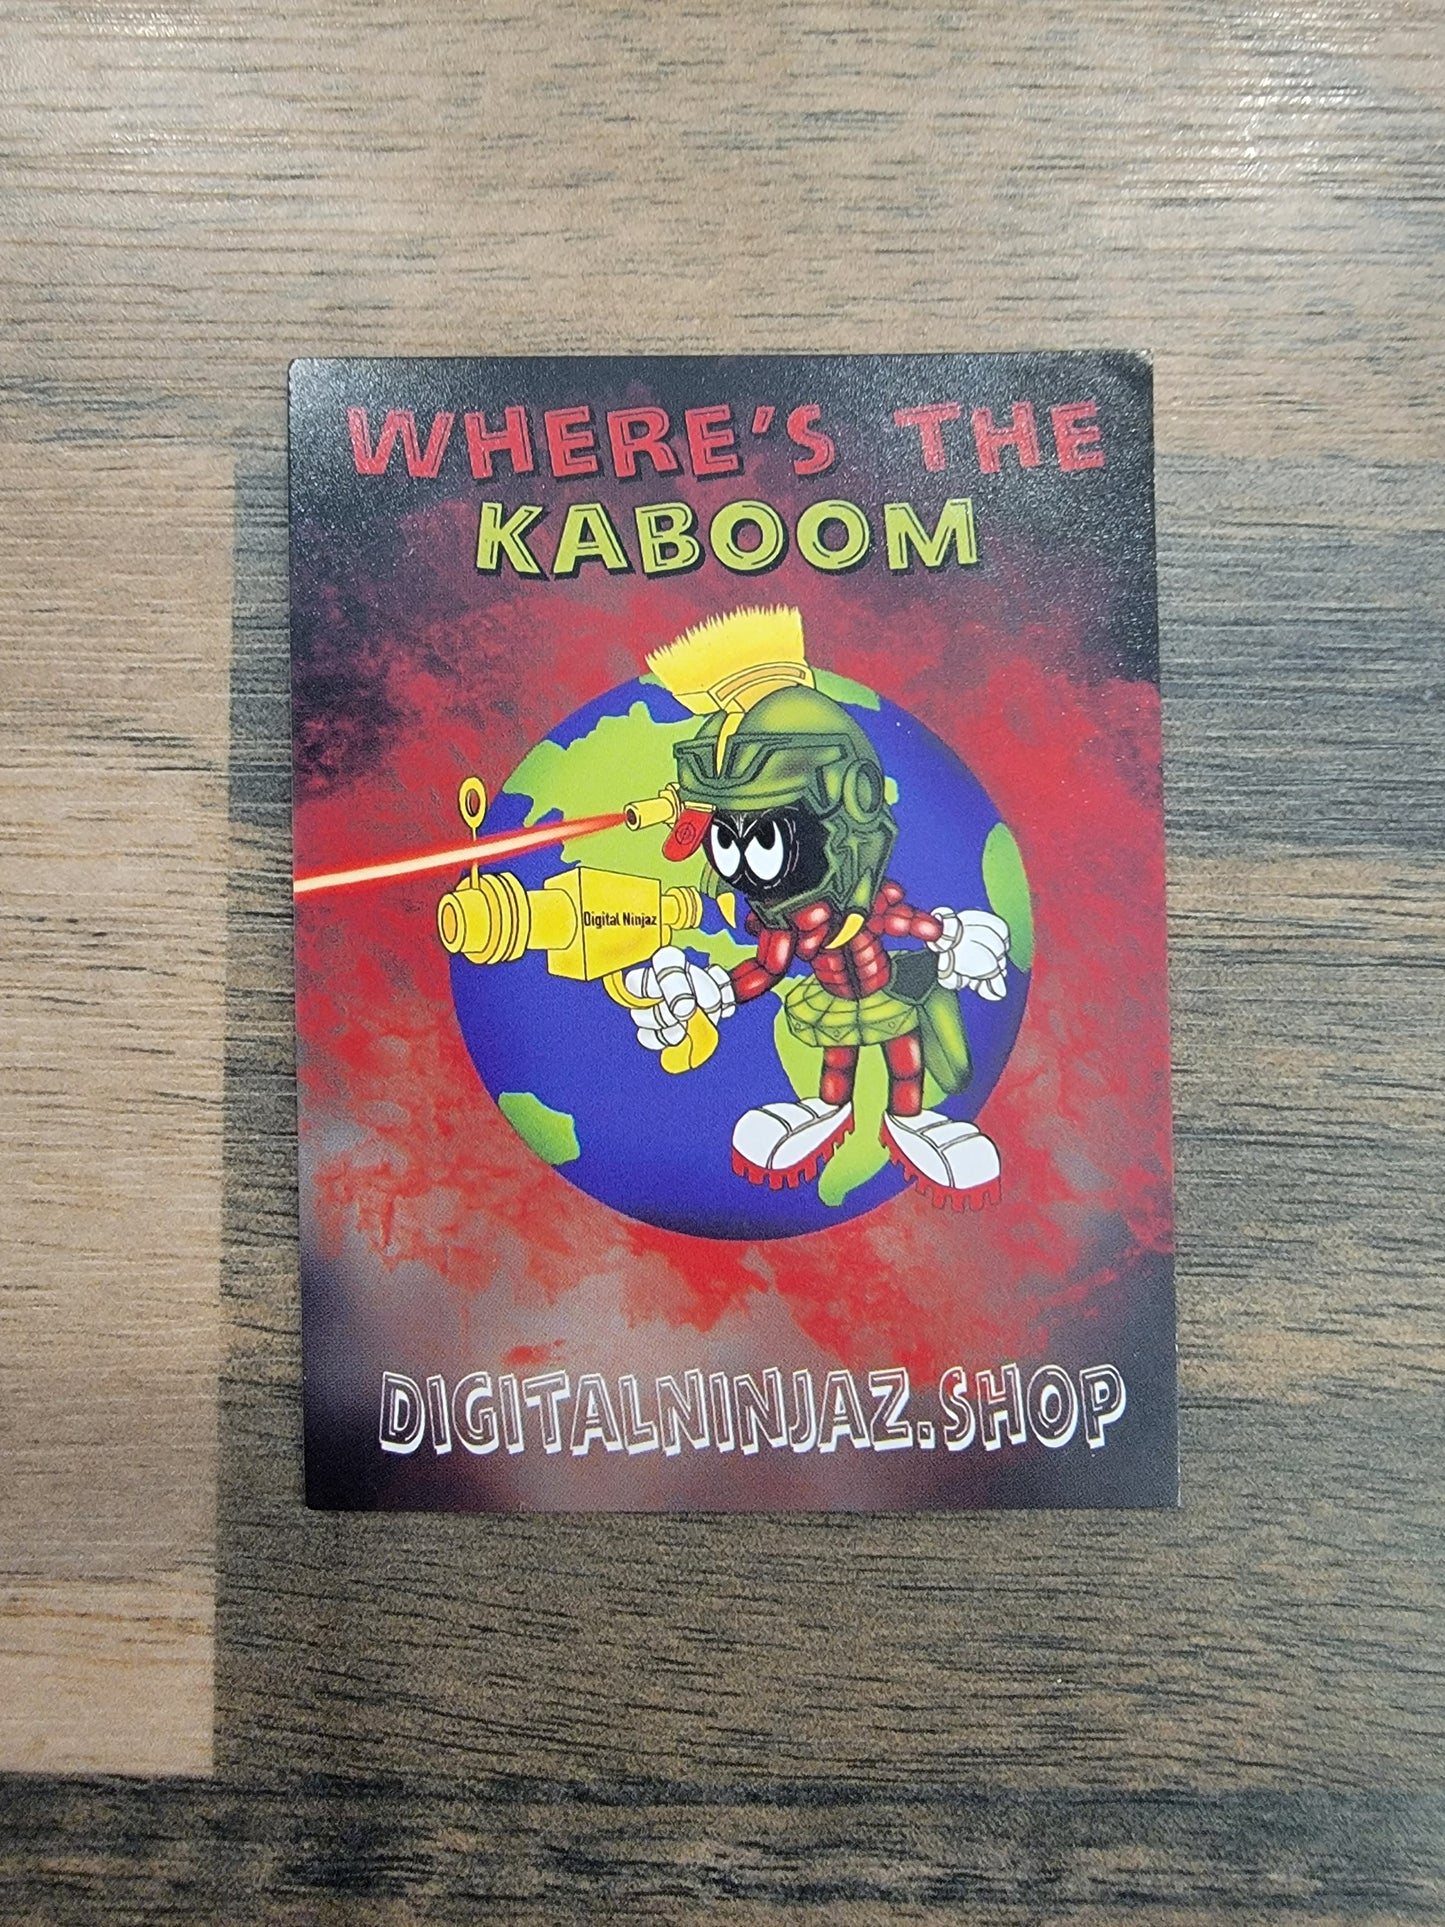 WHERE'S THE
KABOOM
Digital Ninjaz
DIGITALNINJAZ.SHOP